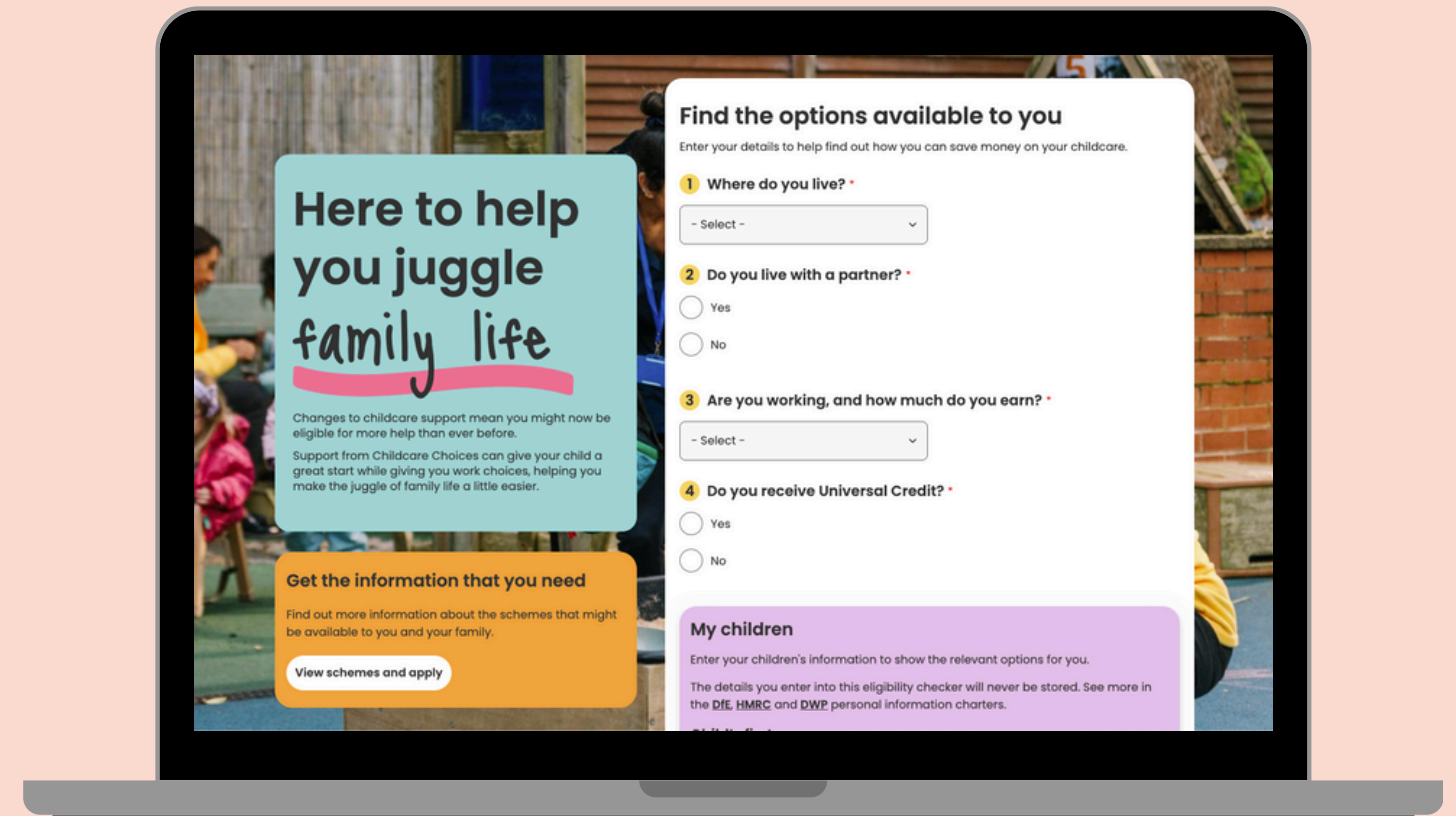 Here to help
you juggle
family life
Changes to childcare support mean you might now be
eligible for more help than ever before.
Support from Childcare Choices can give your child a
great start while giving you work choices, helping you
make the juggle of family life a little easier.
Get the information that you need
Find out more information about the schemes that might
be available to you and your family.
View schemes and apply
5
Find the options available to you
Enter your details to help find out how you can save money on your childcare.
1 Where do you live? *
- Select -
2 Do you live with a partner? *
Yes
No
3 Are you working, and how much do you earn? *
- Select -
4 Do you receive Universal Credit? *
Yes
No
My children
Enter your children's information to show the relevant options for you.
The details you enter into this eligibility checker will never be stored. See more in
the DfE, HMRC and DWP personal information charters.